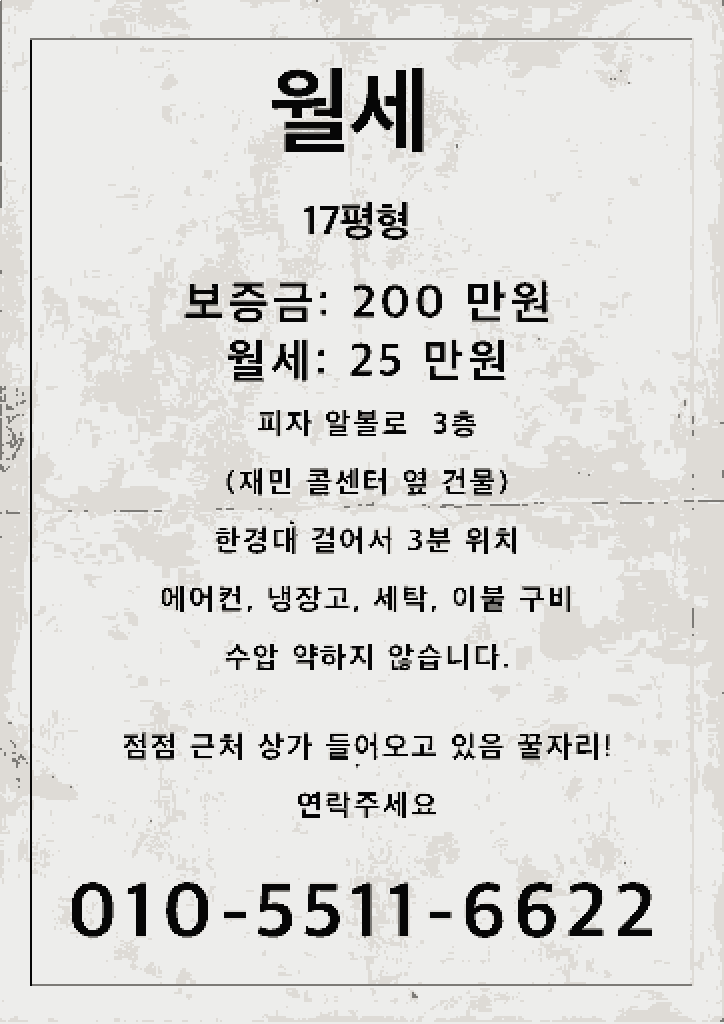 월세
17평형
보증금: 200 만원
월세: 25 만원
피자 알볼로 3층
(재민 콜센터 옆 건물)
한경대 걸어서 3분 위치
에어컨, 냉장고, 세탁, 이불 구비
수압 약하지 않습니다.
점점 근처 상가 들어오고 있음 꿀자리!
연락주세요
010-5511-6622